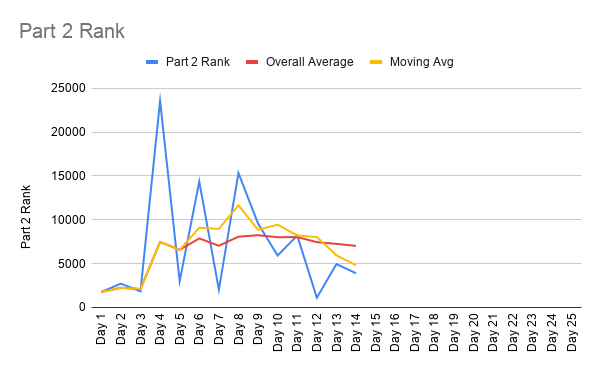 Part 2 Rank
Part 2 Rank Overall Average Moving Avg
25000
20000
15000
10000
5000
0
Part 2 Rank
Day 1
Day 2
Day 3
Day 4
Day 5
Day 6
Day 7
Day 8
Day 9
Day 10
Day 11
Day 12
Day 13
Day 14
Day 15
Day 16
Day 17
Day 18
Day 19
Day 20
Day 21
Day 22
Day 23
Day 24
Day 25